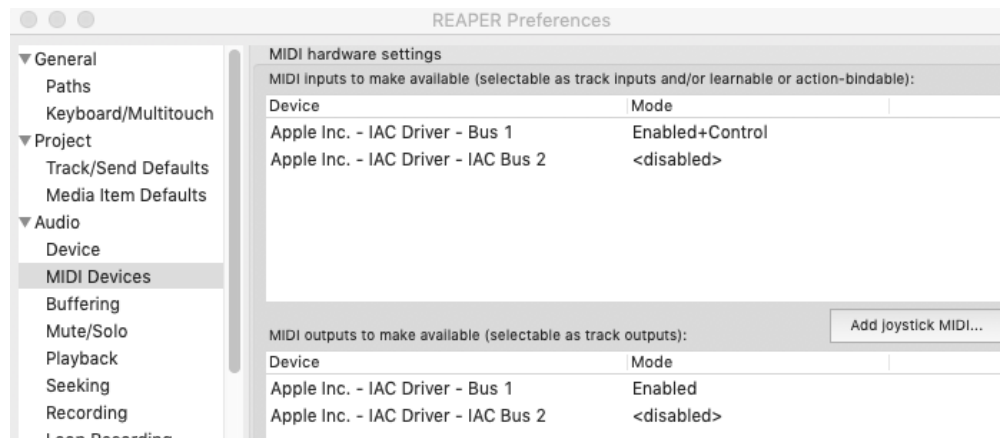 REAPER Preferences
General
Paths
Keyboard/Multitouch
Project
Track/Send Defaults
Media Item Defaults
Audio
Device
MIDI Devices
Buffering
Mute/Solo
Playback
Seeking
Recording
Loop Recording
MIDI hardware settings
MIDI inputs to make available (selectable as track inputs and/or learnable or action-bindable):
Device Mode
Apple Inc. - IAC Driver - Bus 1 Enabled+Control
Apple Inc. - IAC Driver - IAC Bus 2 <disabled>
Add joystick MIDI...
MIDI outputs to make available (selectable as track outputs):
Device Mode
Apple Inc. - IAC Driver - Bus 1 Enabled
Apple Inc. - IAC Driver - IAC Bus 2 <disabled>